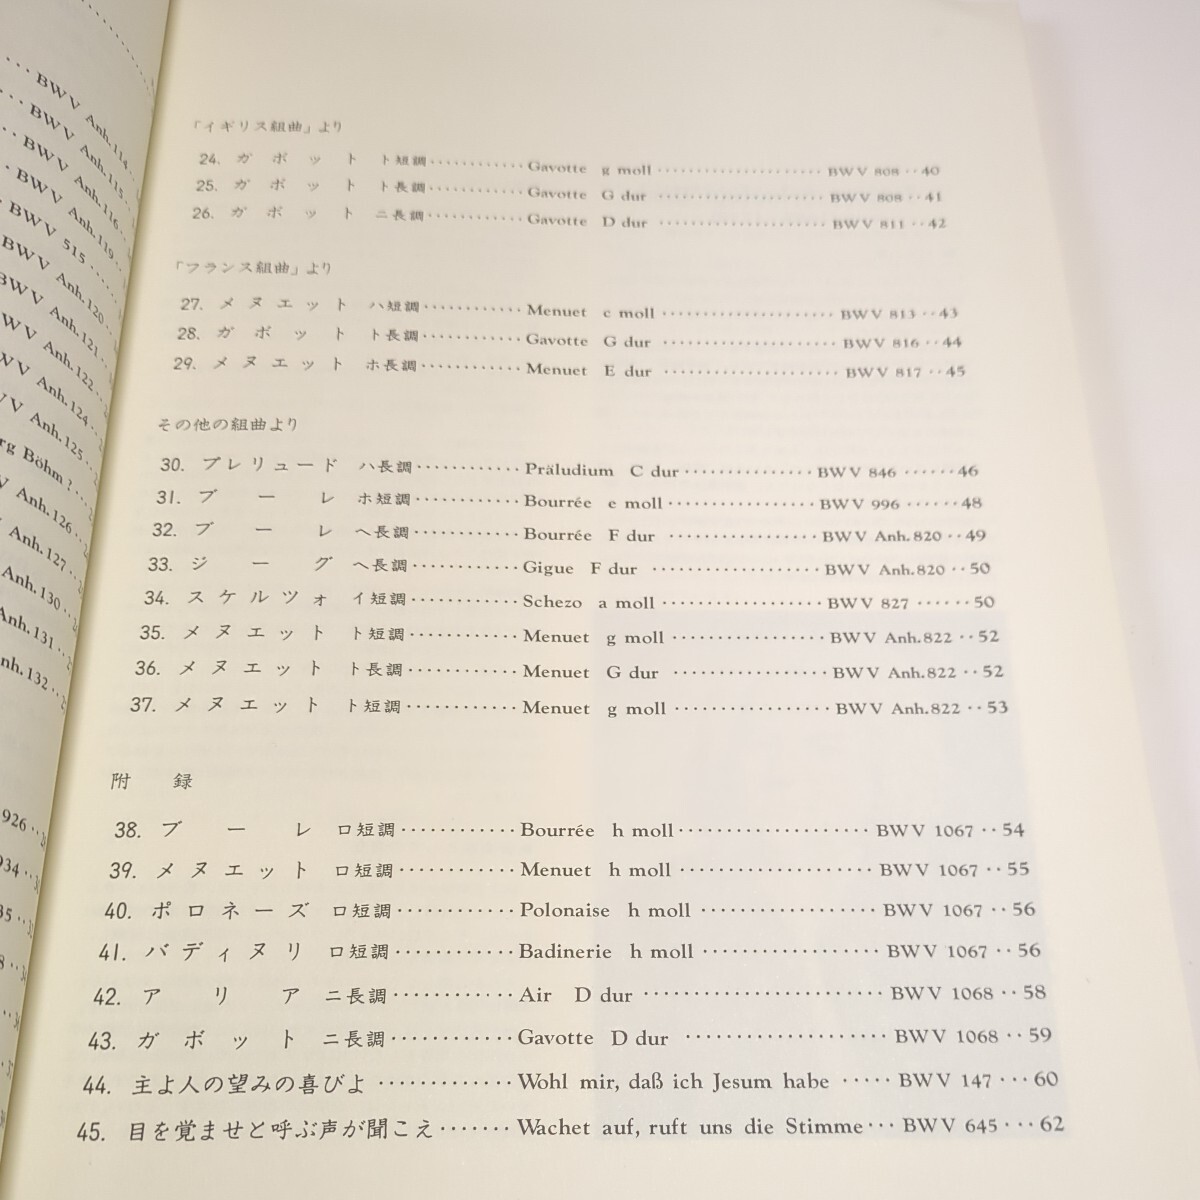 BWV Anh.114
BWV Anh.115
BWV Anh.116
BWV Anh.119
BWV 515
BWV Anh.120
BWV Anh.121
WV Anh.122
WV Anh.124
V Anh.125
rg Böhm ?
V Anh.126
Anh.127
Anh.130
Anh.131
nh.132
926
934
「イギリス組曲」より
24. ガボット ト短調············Gavotte g moll ······················ BWV 808 ··40
25. ガボット ト長調············Gavotte G dur ······················ BWV 808 ··41
26. ガボット ニ長調············Gavotte D dur ······················ BWV 811 ··42
「フランス組曲」より
27. メヌエット ハ短調············Menuet c moll ······················ BWV 813 ··43
28. ガボット ト長調············Gavotte G dur ······················ BWV 816 ··44
29. メヌエット ホ長調············Menuet E dur ······················ BWV 817 ··45
その他の組曲より
30. プレリュード ハ長調············Präludium C dur ················ BWV 846 ······46
31. ブーレ ホ短調············Bourrée e moll ·················· BWV 996 ······48
32. ブーレ ヘ長調············Bourrée F dur ·················· BWV Anh.820 ··49
33. ジーグ ヘ長調············Gigue F dur ···················· BWV Anh.820 ··50
34. スケルツォ イ短調············Schezo a moll ··················· BWV 827 ······50
35. メヌエット ト短調············Menuet g moll ·················· BWV Anh.822 ··52
36. メヌエット ト長調············Menuet G dur ·················· BWV Anh.822 ··52
37. メヌエット ト短調············Menuet g moll ·················· BWV Anh.822 ··53
附録
38. ブーレ ロ短調············Bourrée h moll ····················· BWV 1067 ··54
39. メヌエット ロ短調············Menuet h moll ····················· BWV 1067 ··55
40. ポロネーズ ロ短調············Polonaise h moll ··················· BWV 1067 ··56
41. バディヌリ ロ短調············Badinerie h moll ··················· BWV 1067 ··56
42. アリア ニ長調············Air D dur ························· BWV 1068 ··58
43. ガボット ニ長調············Gavotte D dur ····················· BWV 1068 ··59
44. 主よ人の望みの喜びよ ·············Wohl mir, daß ich Jesum habe ····· BWV 147 ···60
45. 目を覚ませと呼ぶ声が聞こえ·······Wachet auf, ruft uns die Stimme··· BWV 645 ···62